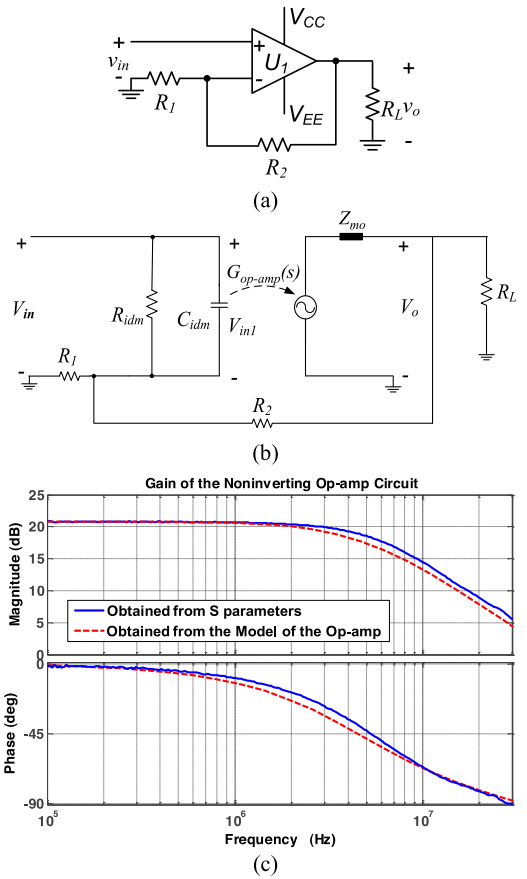 V_CC
+
v_in
-
+
U_1
-
R_1
V_EE
R_2
+
R_L
v_o
-
(a)
Z_mo
+
+
G_op-amp(s)
+
V_in
R_idm
C_idm
V_in1
V_o
R_L
R_1
-
-
-
R_2
(b)
Gain of the Noninverting Op-amp Circuit
25
20
15
10
5
0
Magnitude (dB)
Obtained from S parameters
Obtained from the Model of the Op-amp
0
-45
-90
Phase (deg)
10^5
10^6
10^7
Frequency (Hz)
(c)